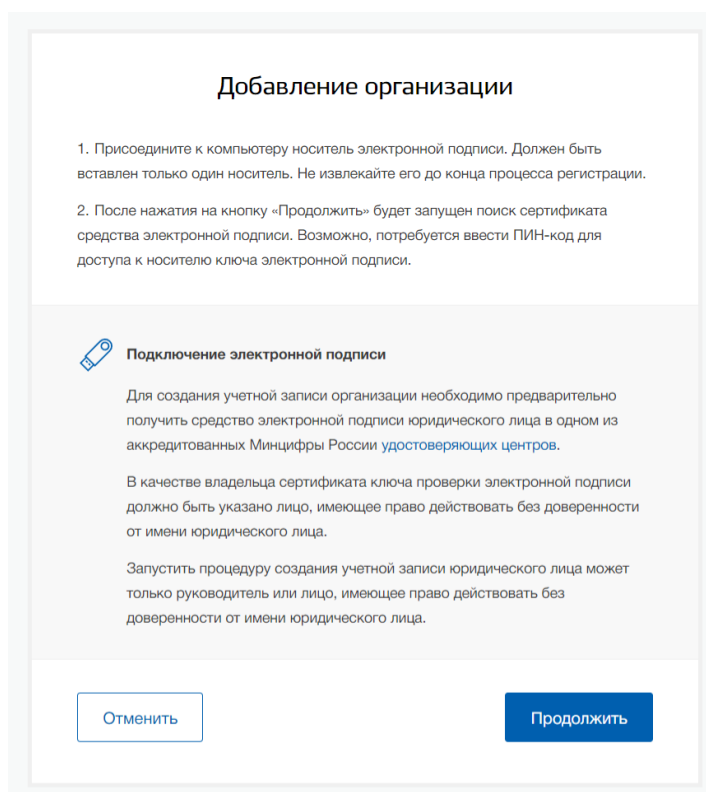 Добавление организации
1. Присоедините к компьютеру носитель электронной подписи. Должен быть
вставлен только один носитель. Не извлекайте его до конца процесса регистрации.
2. После нажатия на кнопку «Продолжить» будет запущен поиск сертификата
средства электронной подписи. Возможно, потребуется ввести ПИН-код для
доступа к носителю ключа электронной подписи.
Подключение электронной подписи
Для создания учетной записи организации необходимо предварительно
получить средство электронной подписи юридического лица в одном из
аккредитованных Минцифры России удостоверяющих центров.
В качестве владельца сертификата ключа проверки электронной подписи
должно быть указано лицо, имеющее право действовать без доверенности
от имени юридического лица.
Запустить процедуру создания учетной записи юридического лица может
только руководитель или лицо, имеющее право действовать без
доверенности от имени юридического лица.
Отменить
Продолжить